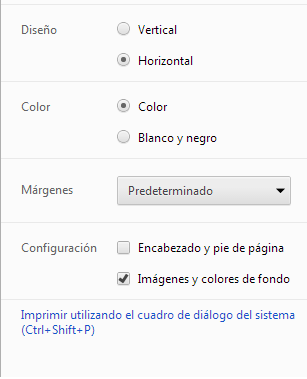 Diseño
Vertical
Horizontal
Color
Color
Blanco y negro
Márgenes
Predeterminado
Configuración
Encabezado y pie de página
Imágenes y colores de fondo
Imprimir utilizando el cuadro de diálogo del sistema
(Ctrl+Shift+P)